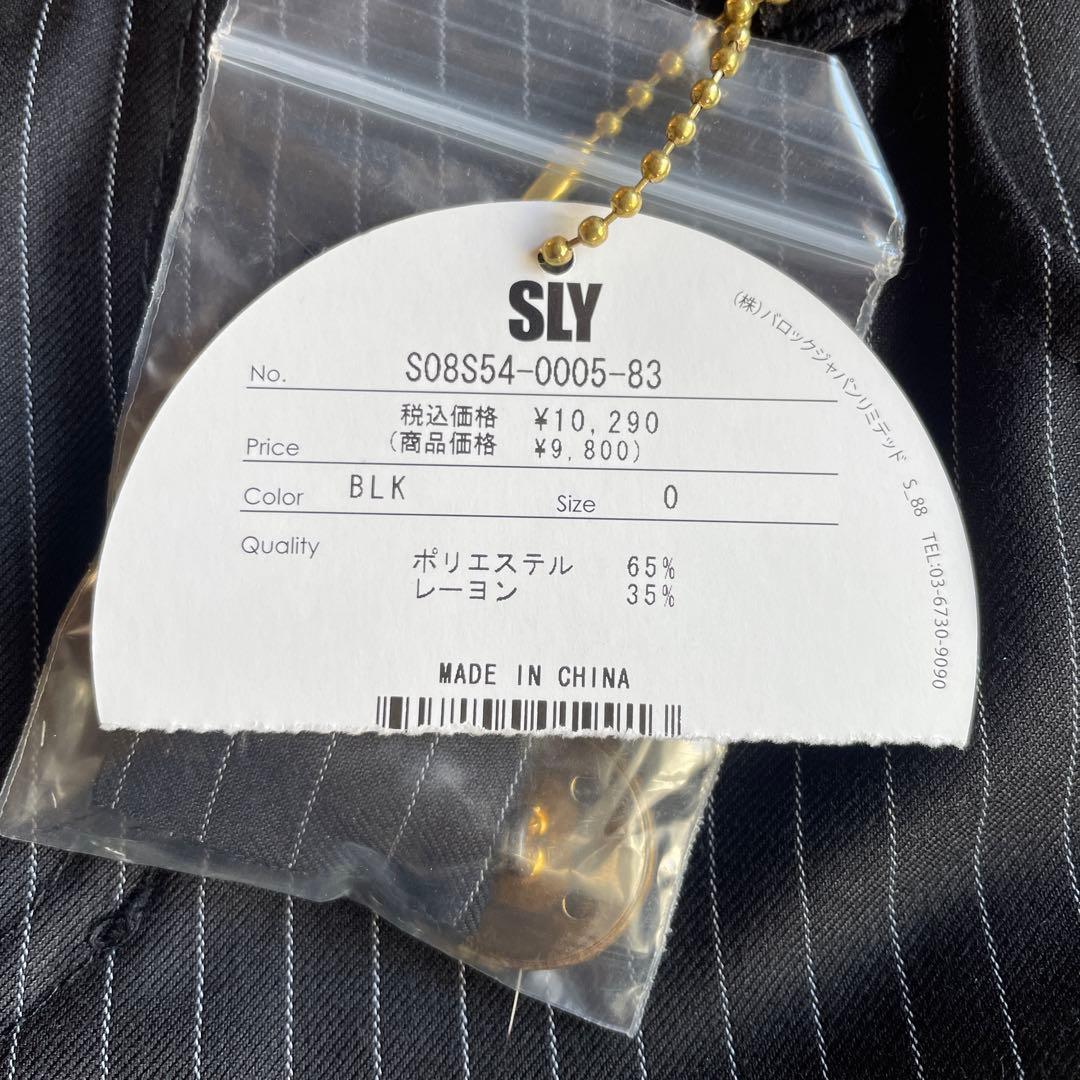 SLY
No. S08S54-0005-83
税込価格 ¥10,290
Price (商品価格 ¥9,800)
Color BLK Size 0
Quality
ポリエステル 65%
レーヨン 35%
MADE IN CHINA
(株)バロックジャパンリミテッド S_88 TEL:03-6730-9090